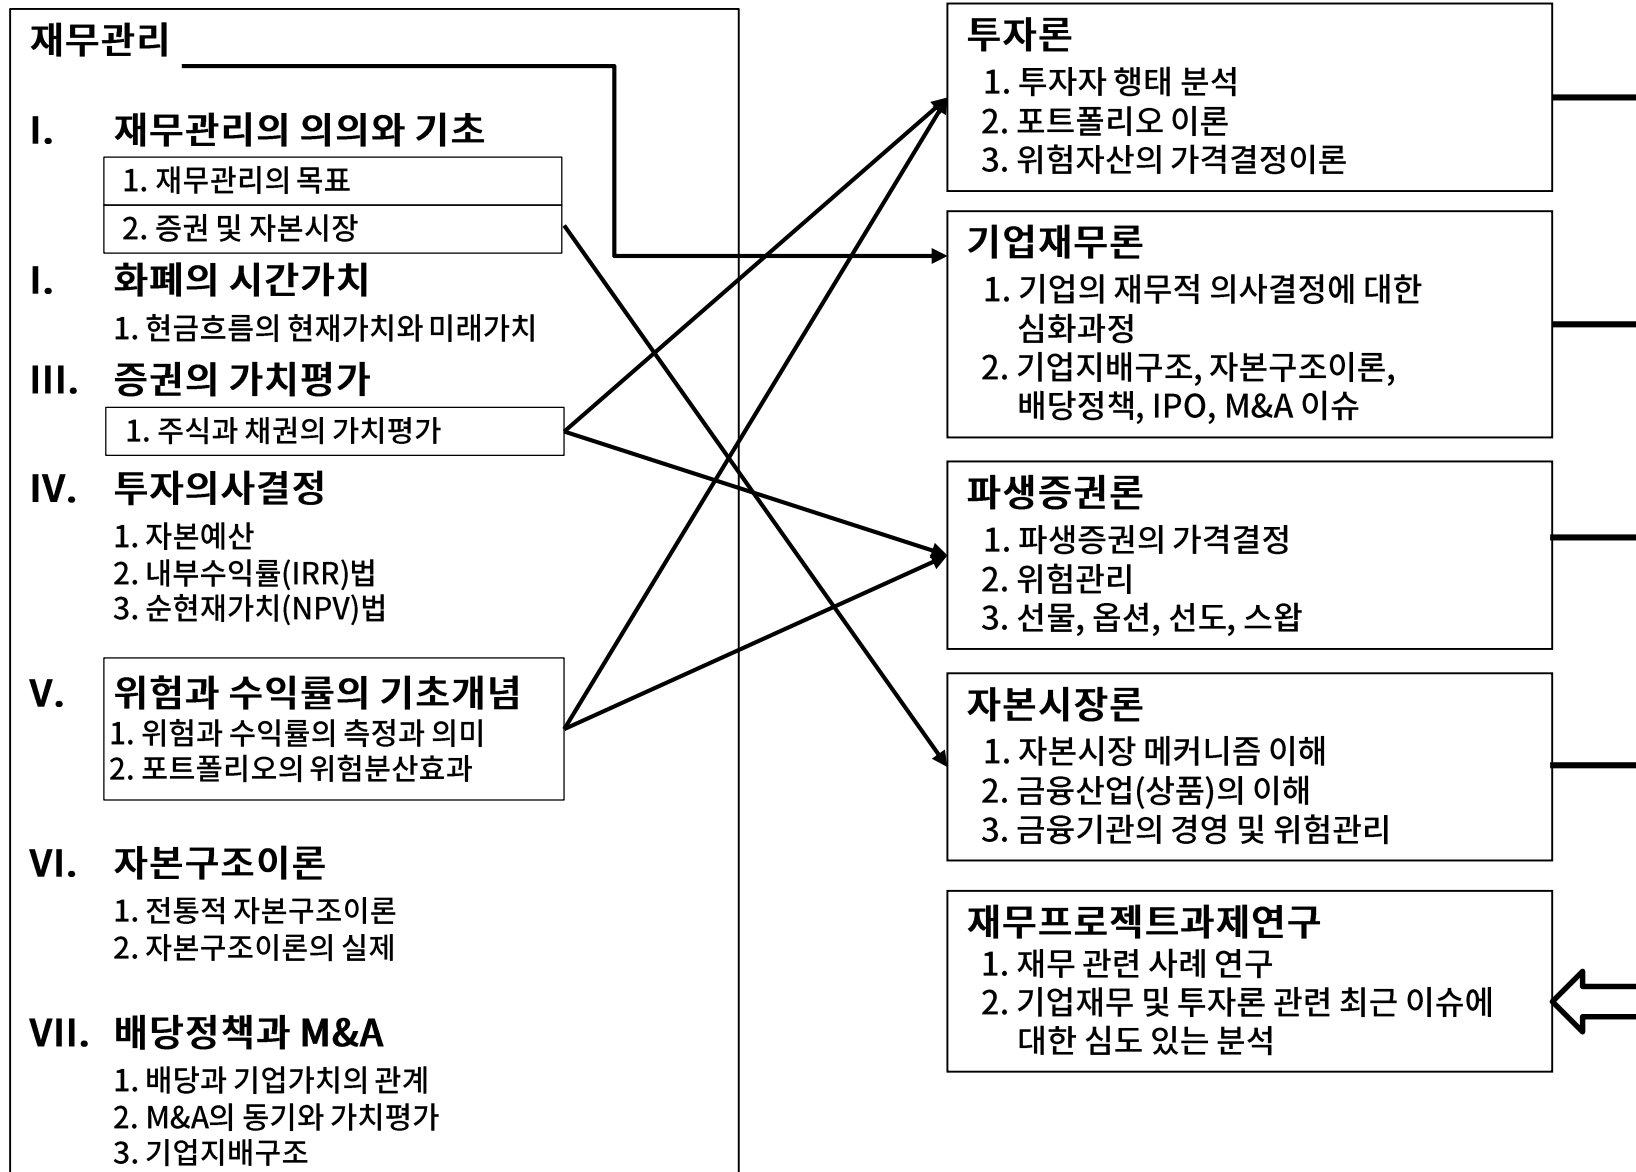 재무관리
I. 재무관리의 의의와 기초
1. 재무관리의 목표
2. 증권 및 자본시장
I. 화폐의 시간가치
1. 현금흐름의 현재가치와 미래가치
III. 증권의 가치평가
1. 주식과 채권의 가치평가
IV. 투자의사결정
1. 자본예산
2. 내부수익률(IRR)법
3. 순현재가치(NPV)법
V. 위험과 수익률의 기초개념
1. 위험과 수익률의 측정과 의미
2. 포트폴리오의 위험분산효과
VI. 자본구조이론
1. 전통적 자본구조이론
2. 자본구조이론의 실제
VII. 배당정책과 M&A
1. 배당과 기업가치의 관계
2. M&A의 동기와 가치평가
3. 기업지배구조
투자론
1. 투자자 행태 분석
2. 포트폴리오 이론
3. 위험자산의 가격결정이론
기업재무론
1. 기업의 재무적 의사결정에 대한
심화과정
2. 기업지배구조, 자본구조이론,
배당정책, IPO, M&A 이슈
파생증권론
1. 파생증권의 가격결정
2. 위험관리
3. 선물, 옵션, 선도, 스왑
자본시장론
1. 자본시장 메커니즘 이해
2. 금융산업(상품)의 이해
3. 금융기관의 경영 및 위험관리
재무프로젝트과제연구
1. 재무 관련 사례 연구
2. 기업재무 및 투자론 관련 최근 이슈에
대한 심도 있는 분석